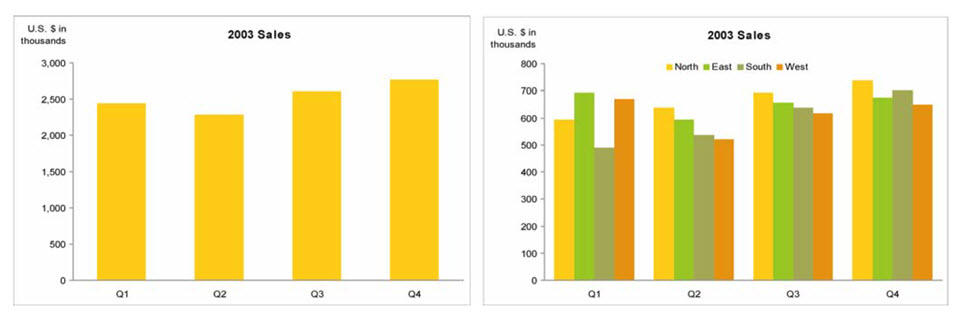 U.S. $ in
thousands
2003 Sales
3,000
2,500
2,000
1,500
1,000
500
0
Q1 Q2 Q3 Q4
U.S. $ in
thousands
2003 Sales
North East South West
800
700
600
500
400
300
200
100
0
Q1 Q2 Q3 Q4